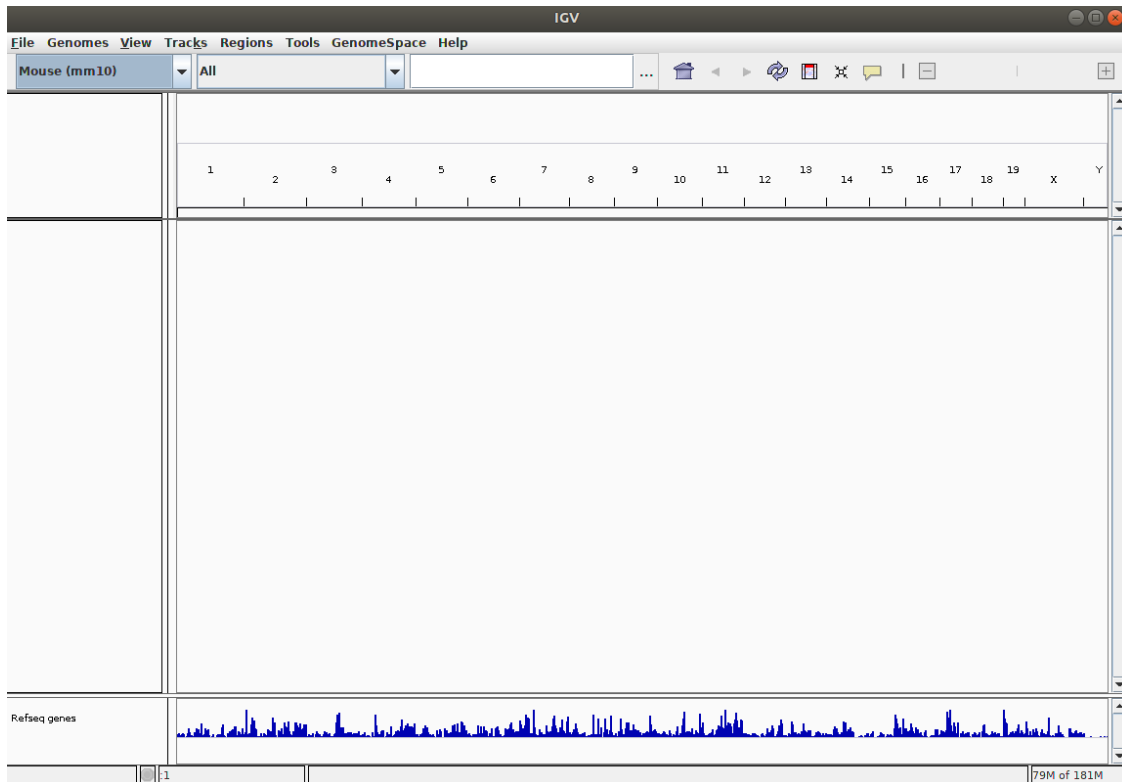 IGV
File Genomes View Tracks Regions Tools GenomeSpace Help
Mouse (mm10) All ...
1 2 3 4 5 6 7 8 9 10 11 12 13 14 15 16 17 18 19 X Y
Refseq genes
:1 79M of 181M